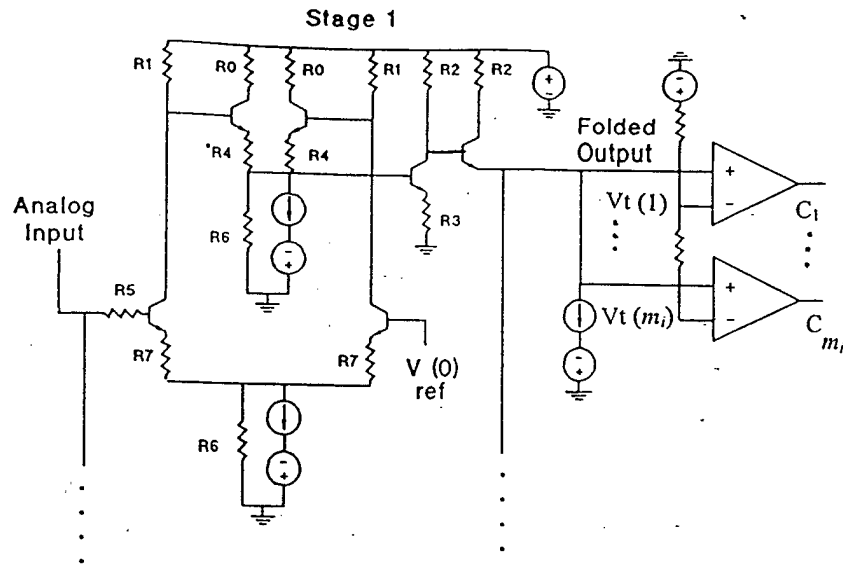 Stage 1
R1
R0
R0
R1
R2
R2
R4
R4
R6
R3
Folded
Output
Vt (1)
C1
Analog
Input
R5
R7
R7
V (0)
ref
Vt (mi)
Cmi
R6